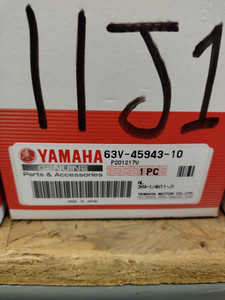 11J1
YAMAHA 63V-45943-10
GENUINE P201217V
Parts & Accessories 1 PC
MADE IN JAPAN
YAMAHA MOTOR CO.,LTD.